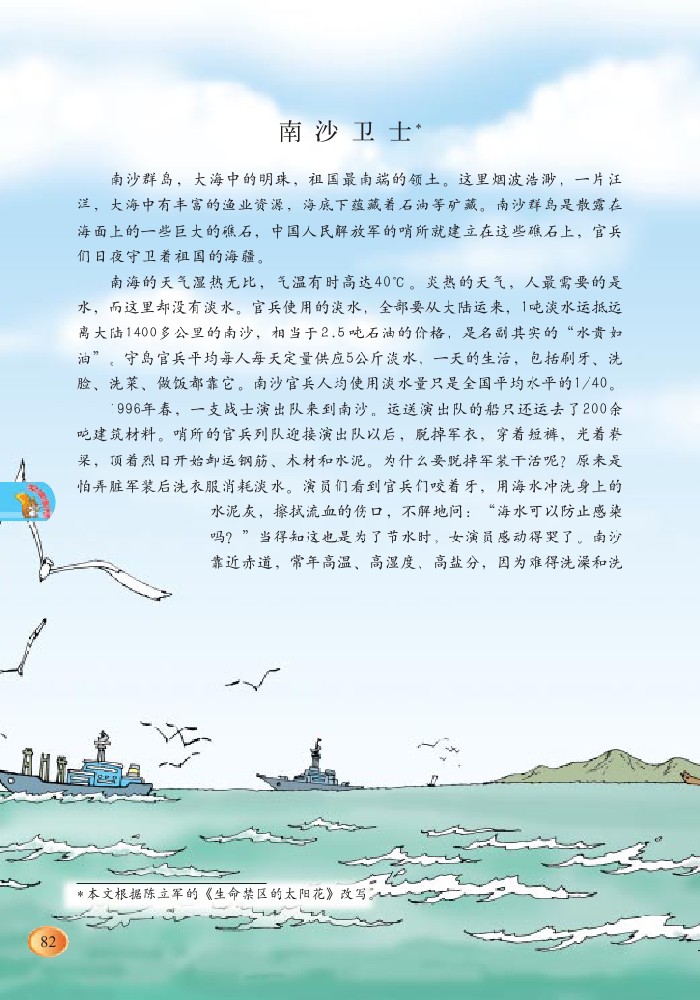 南沙卫士*
南沙群岛，大海中的明珠，祖国最南端的领土。这里烟波浩渺，一片汪
洋，大海中有丰富的渔业资源，海底下蕴藏着石油等矿藏。南沙群岛是散露在
海面上的一些巨大的礁石，中国人民解放军的哨所就建立在这些礁石上，官兵
们日夜守卫着祖国的海疆。
南海的天气湿热无比，气温有时高达40℃。炎热的天气，人最需要的是
水，而这里却没有淡水。官兵使用的淡水，全部要从大陆运来，1吨淡水运抵远
离大陆1400多公里的南沙，相当于2.5吨石油的价格，是名副其实的“水贵如
油”。守岛官兵平均每人每天定量供应5公斤淡水，一天的生活，包括刷牙、洗
脸、洗菜、做饭都靠它。南沙官兵人均使用淡水量只是全国平均水平的1/40。
1996年春，一支战士演出队来到南沙。运送演出队的船只还运去了200余
吨建筑材料。哨所的官兵列队迎接演出队以后，脱掉军衣，穿着短裤，光着脊
梁，顶着烈日开始卸运钢筋、木材和水泥。为什么要脱掉军装干活呢？原来是
怕弄脏军装后洗衣服消耗淡水。演员们看到官兵们咬着牙，用海水冲洗身上的
水泥灰，擦拭流血的伤口，不解地问：“海水可以防止感染
吗？”当得知这也是为了节水时，女演员感动得哭了。南沙
靠近赤道，常年高温、高湿度、高盐分，因为难得洗澡和洗
*本文根据陈立军的《生命禁区的太阳花》改写。
82